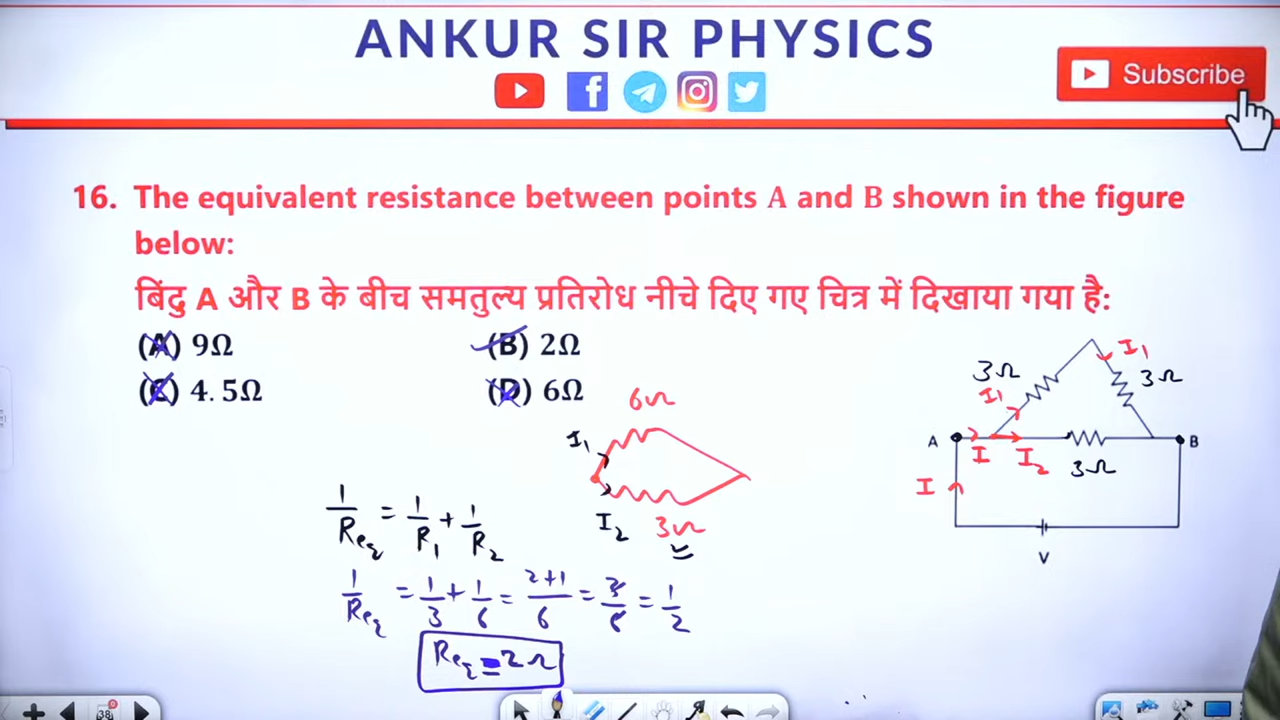 ANKUR SIR PHYSICS
Subscribe
16. The equivalent resistance between points A and B shown in the figure
below:
बिंदु A और B के बीच समतुल्य प्रतिरोध नीचे दिए गए चित्र में दिखाया गया है:
(A) 9Ω
(B) 2Ω
(C) 4.5Ω
(D) 6Ω
3Ω
I₁
I₁
3Ω
A
I
I₂
3Ω
B
I
V
6Ω
I₁
I₂
3Ω
1/Req = 1/R₁ + 1/R₂
1/Req = 1/3 + 1/6 = 2+1/6 = 3/6 = 1/2
Req = 2Ω
38